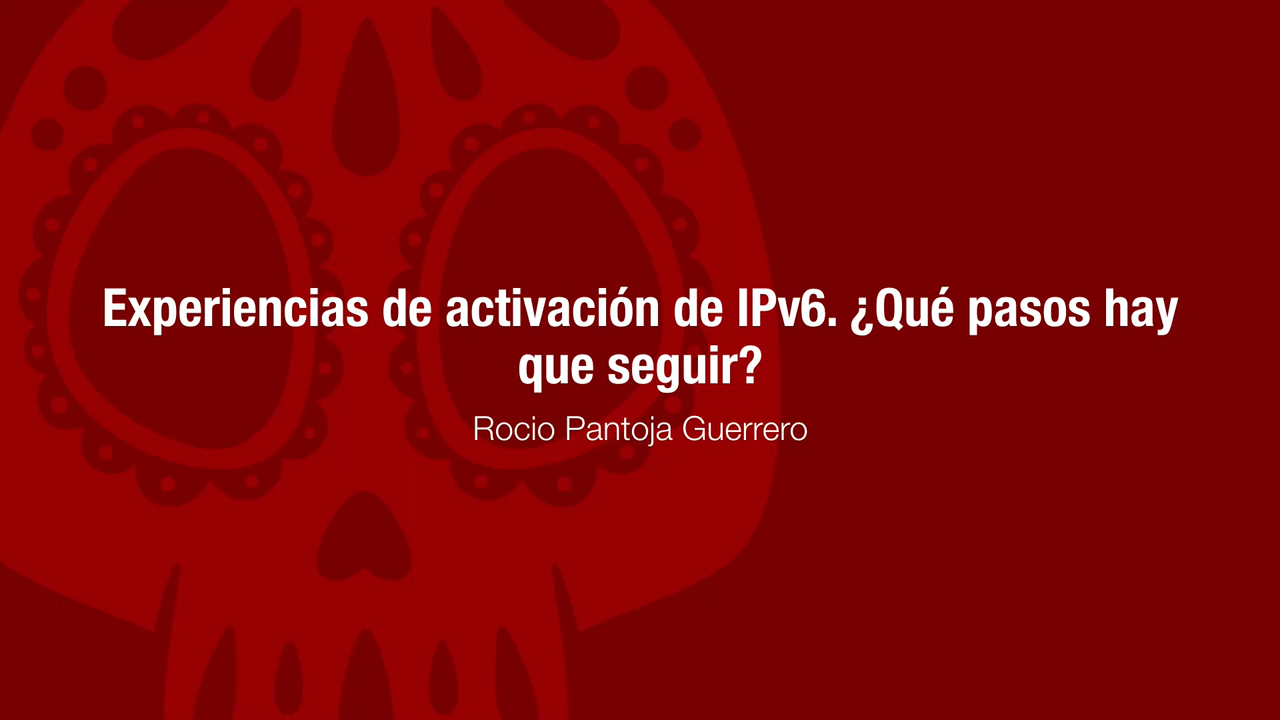 Experiencias de activación de IPv6. ¿Qué pasos hay
que seguir?
Rocio Pantoja Guerrero